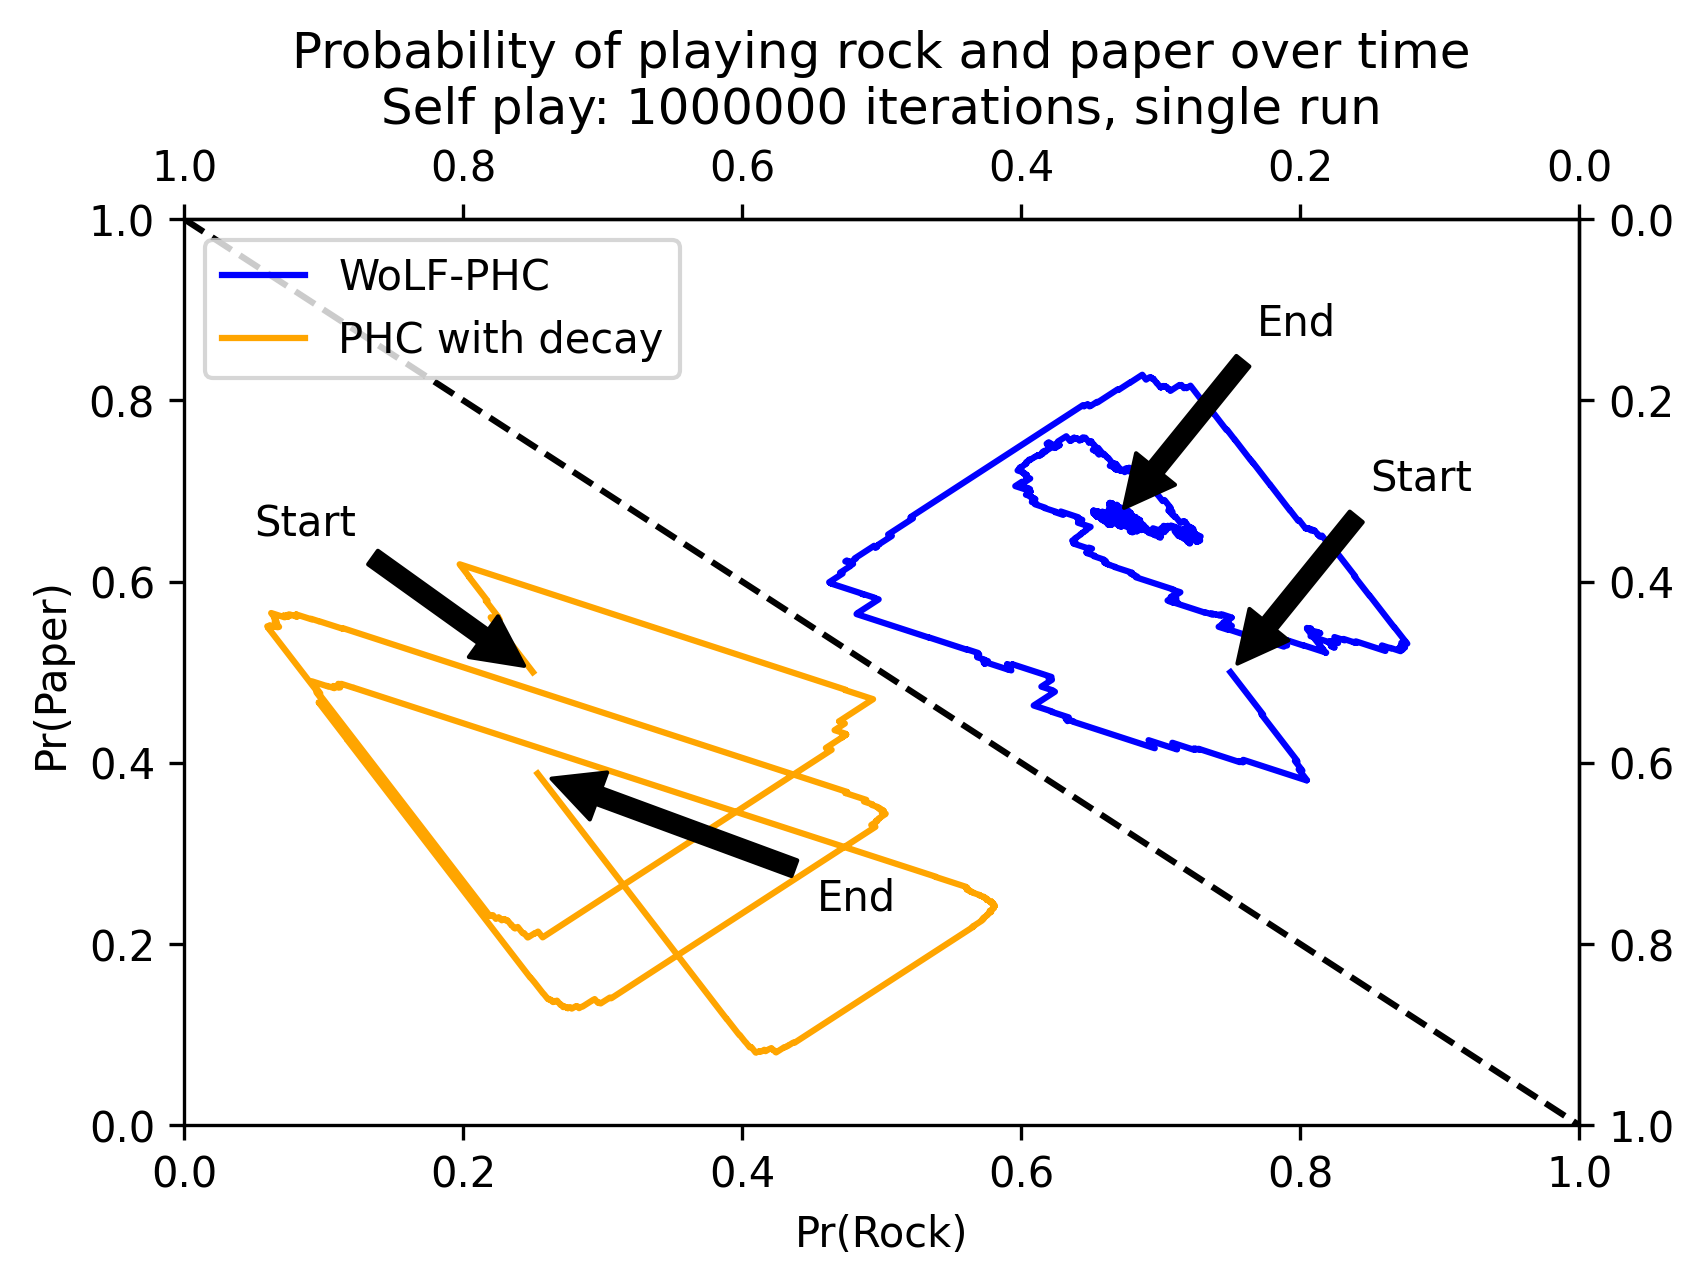 Probability of playing rock and paper over time
Self play: 1000000 iterations, single run
1.0 0.8 0.6 0.4 0.2 0.0
1.0 0.0
WoLF-PHC
PHC with decay
End
0.8 0.2
Start
Start
0.6 0.4
Pr(Paper)
0.4 0.6
End
0.2 0.8
0.0 1.0
0.0 0.2 0.4 0.6 0.8 1.0
Pr(Rock)